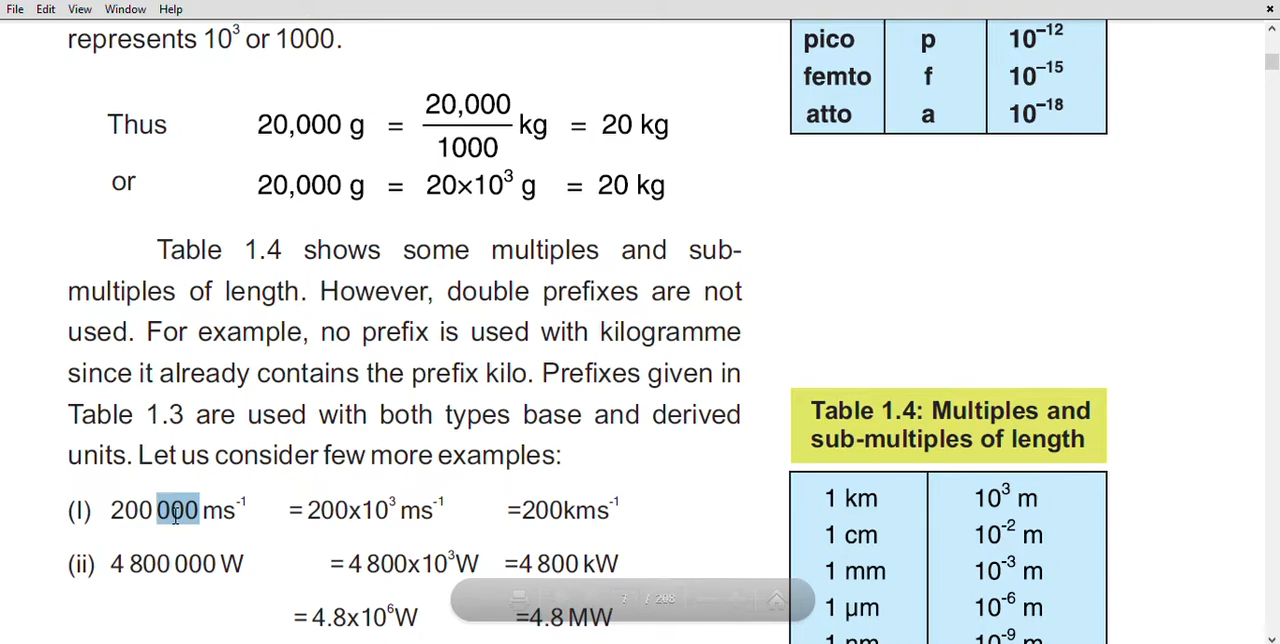 File Edit View Window Help
represents 10³ or 1000.
Thus 20,000 g = 20,000/1000 kg = 20 kg
or 20,000 g = 20×10³ g = 20 kg
Table 1.4 shows some multiples and sub-
multiples of length. However, double prefixes are not
used. For example, no prefix is used with kilogramme
since it already contains the prefix kilo. Prefixes given in
Table 1.3 are used with both types base and derived
units. Let us consider few more examples:
(I) 200 000 ms⁻¹ = 200x10³ ms⁻¹ =200kms⁻¹
(ii) 4 800 000 W = 4 800x10³W =4 800 kW
= 4.8x10⁶W =4.8 MW
7 / 208
pico p 10⁻¹²
femto f 10⁻¹⁵
atto a 10⁻¹⁸
Table 1.4: Multiples and
sub-multiples of length
1 km 10³ m
1 cm 10⁻² m
1 mm 10⁻³ m
1 µm 10⁻⁶ m
1 nm 10⁻⁹ m